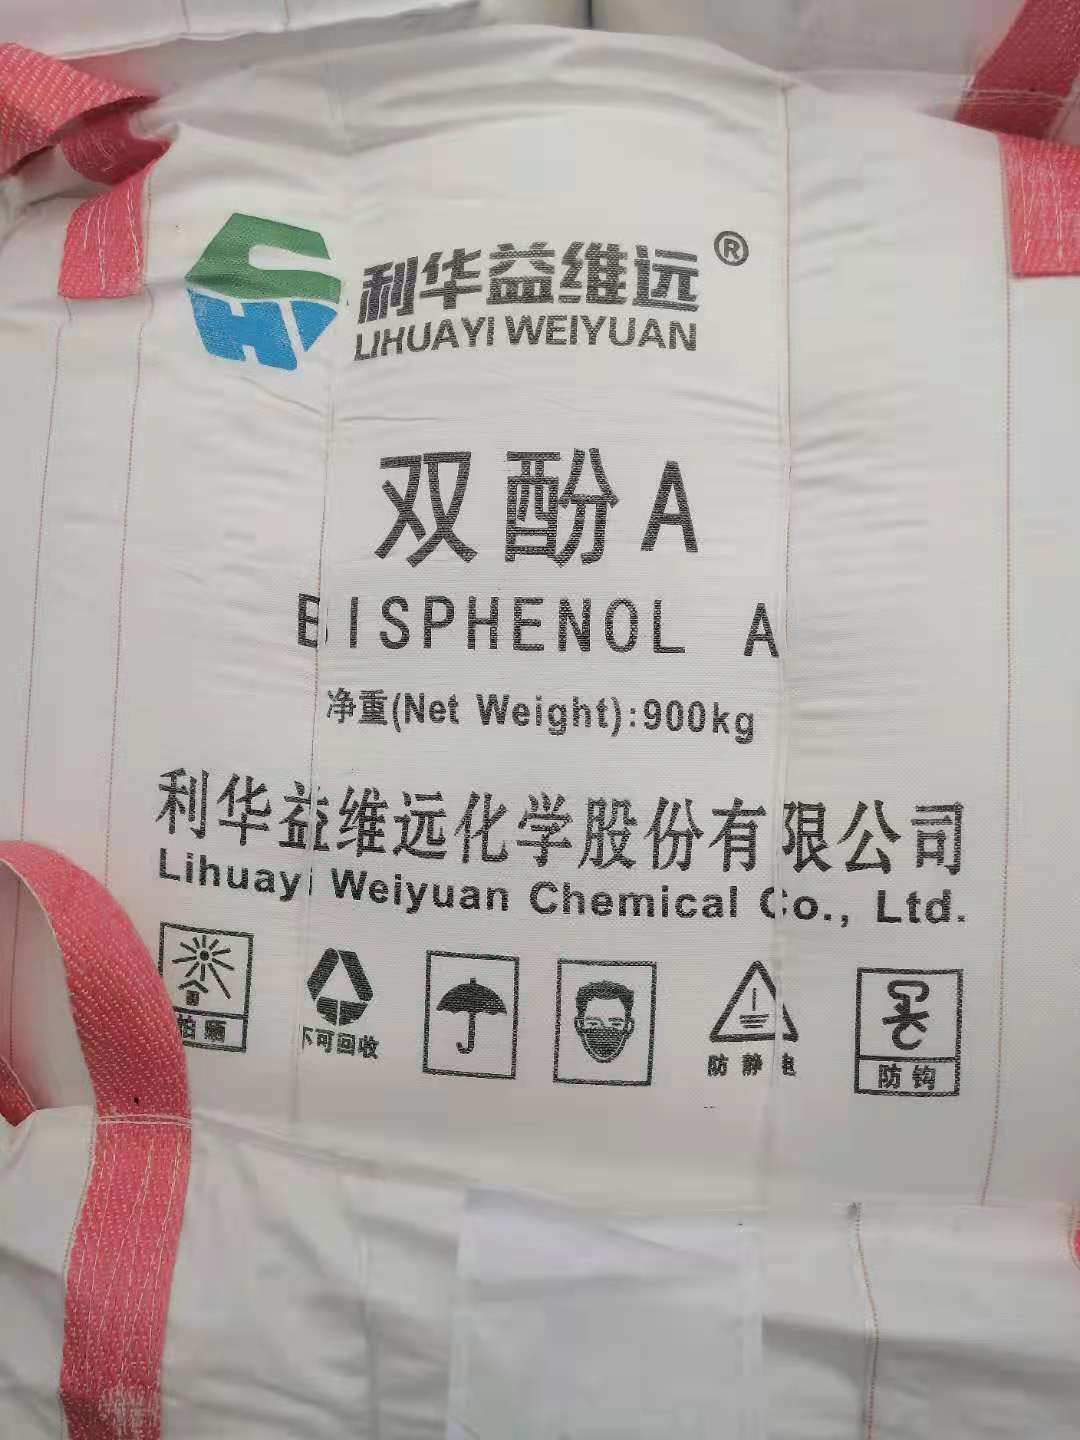 利华益维远®
LIHUAYI WEIYUAN
双酚A
BISPHENOL A
净重(Net Weight):900kg
利华益维远化学股份有限公司
Lihuayi Weiyuan Chemical Co., Ltd.
怕晒
不可回收
防静电
防钩